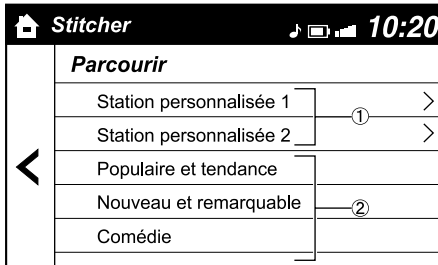 Stitcher 10:20
Parcourir
Station personnalisée 1
①
Station personnalisée 2
Populaire et tendance
Nouveau et remarquable
②
Comédie